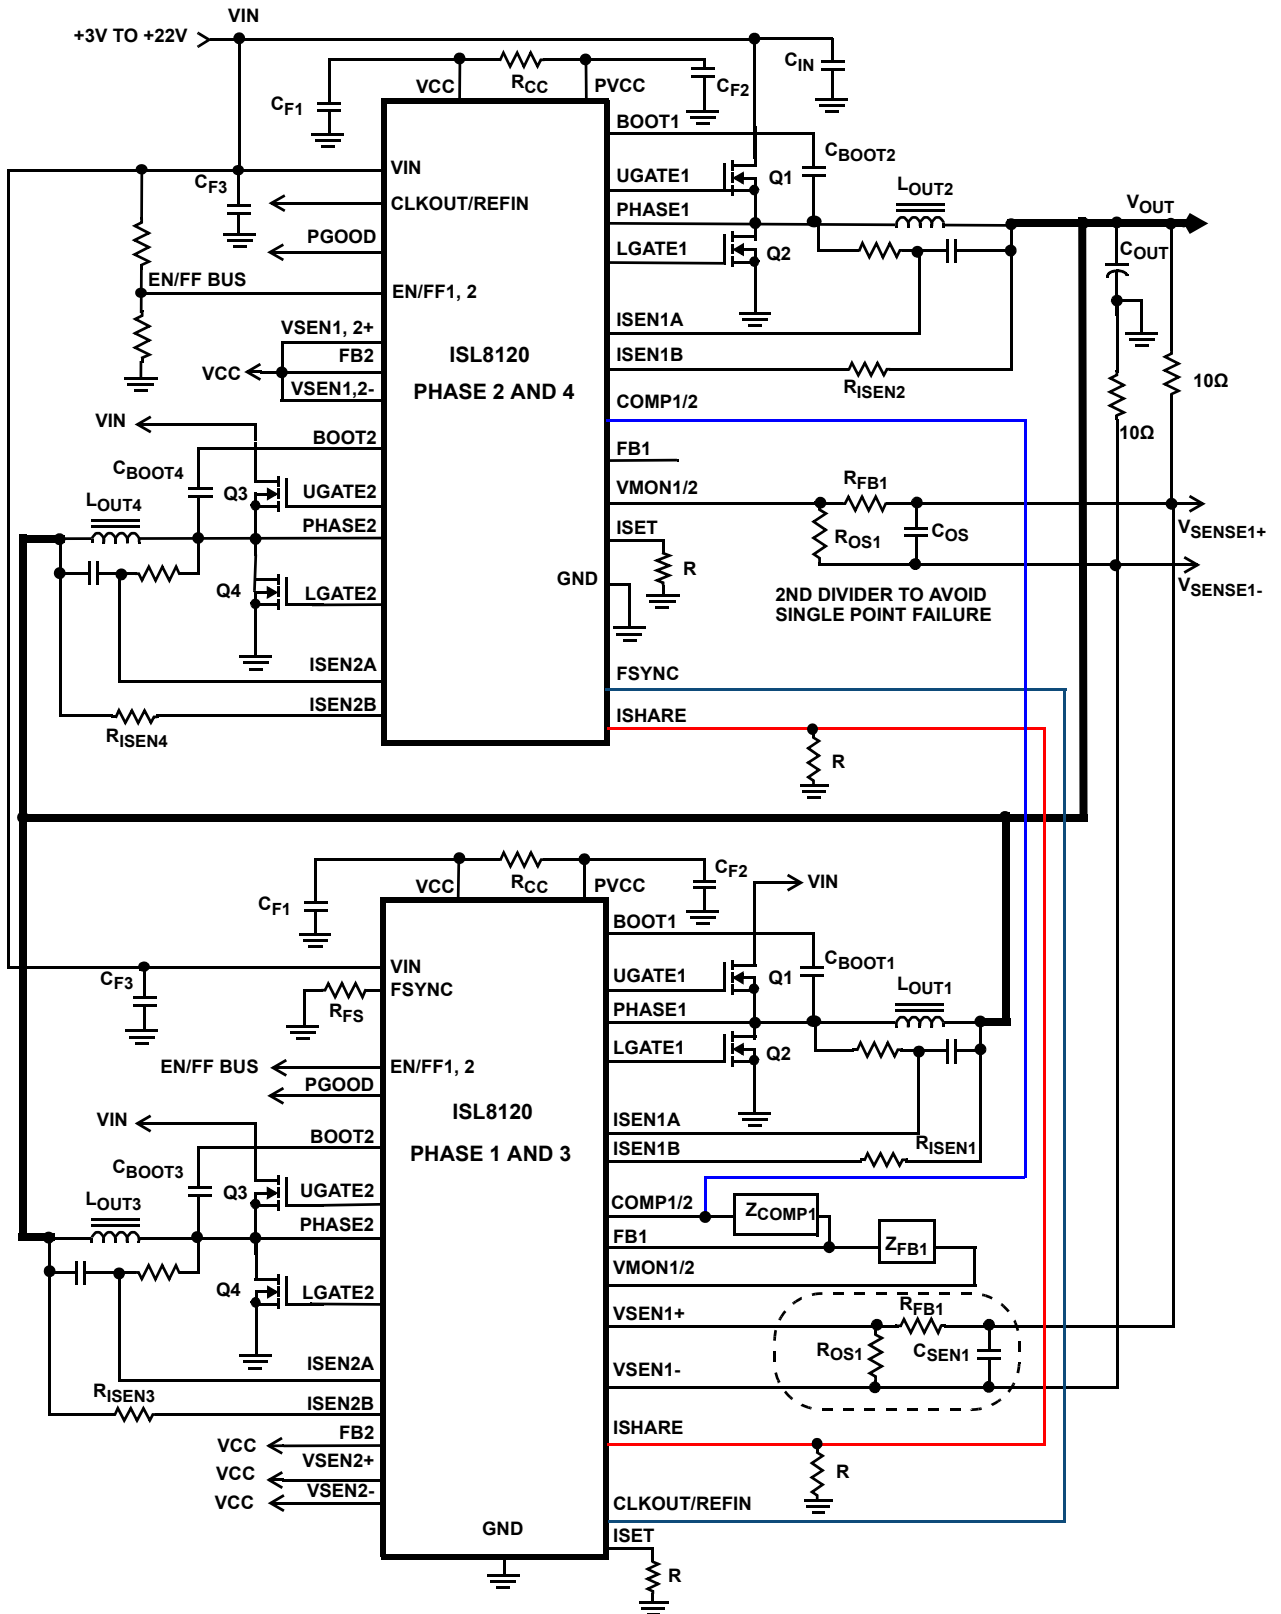 VIN
+3V TO +22V
CIN
VCC
RCC
PVCC
CF1
CF2
BOOT1
CBOOT2
VIN
CF3
UGATE1
Q1
LOUT2
CLKOUT/REFIN
PHASE1
VOUT
PGOOD
LGATE1
Q2
COUT
EN/FF BUS
EN/FF1, 2
VSEN1, 2+
ISEN1A
FB2
ISL8120
ISEN1B
VCC
VSEN1,2-
PHASE 2 AND 4
RISEN2
10Ω
COMP1/2
VIN
10Ω
BOOT2
FB1
CBOOT4
RFB1
Q3
UGATE2
VMON1/2
LOUT4
PHASE2
ISET
ROS1
COS
VSENSE1+
R
GND
Q4
LGATE2
VSENSE1-
2ND DIVIDER TO AVOID
SINGLE POINT FAILURE
ISEN2A
FSYNC
ISEN2B
ISHARE
RISEN4
R
VCC
RCC
PVCC
CF2
VIN
CF1
BOOT1
CBOOT1
VIN
CF3
UGATE1
Q1
LOUT1
FSYNC
RFS
PHASE1
LGATE1
Q2
EN/FF BUS
EN/FF1, 2
PGOOD
ISL8120
VIN
ISEN1A
BOOT2
PHASE 1 AND 3
ISEN1B
RISEN1
CBOOT3
Q3
UGATE2
COMP1/2
ZCOMP1
LOUT3
PHASE2
FB1
ZFB1
VMON1/2
Q4
LGATE2
RFB1
VSEN1+
ROS1
CSEN1
ISEN2A
VSEN1-
RISEN3
ISEN2B
FB2
ISHARE
VCC
VSEN2+
VCC
R
VSEN2-
VCC
CLKOUT/REFIN
GND
ISET
R